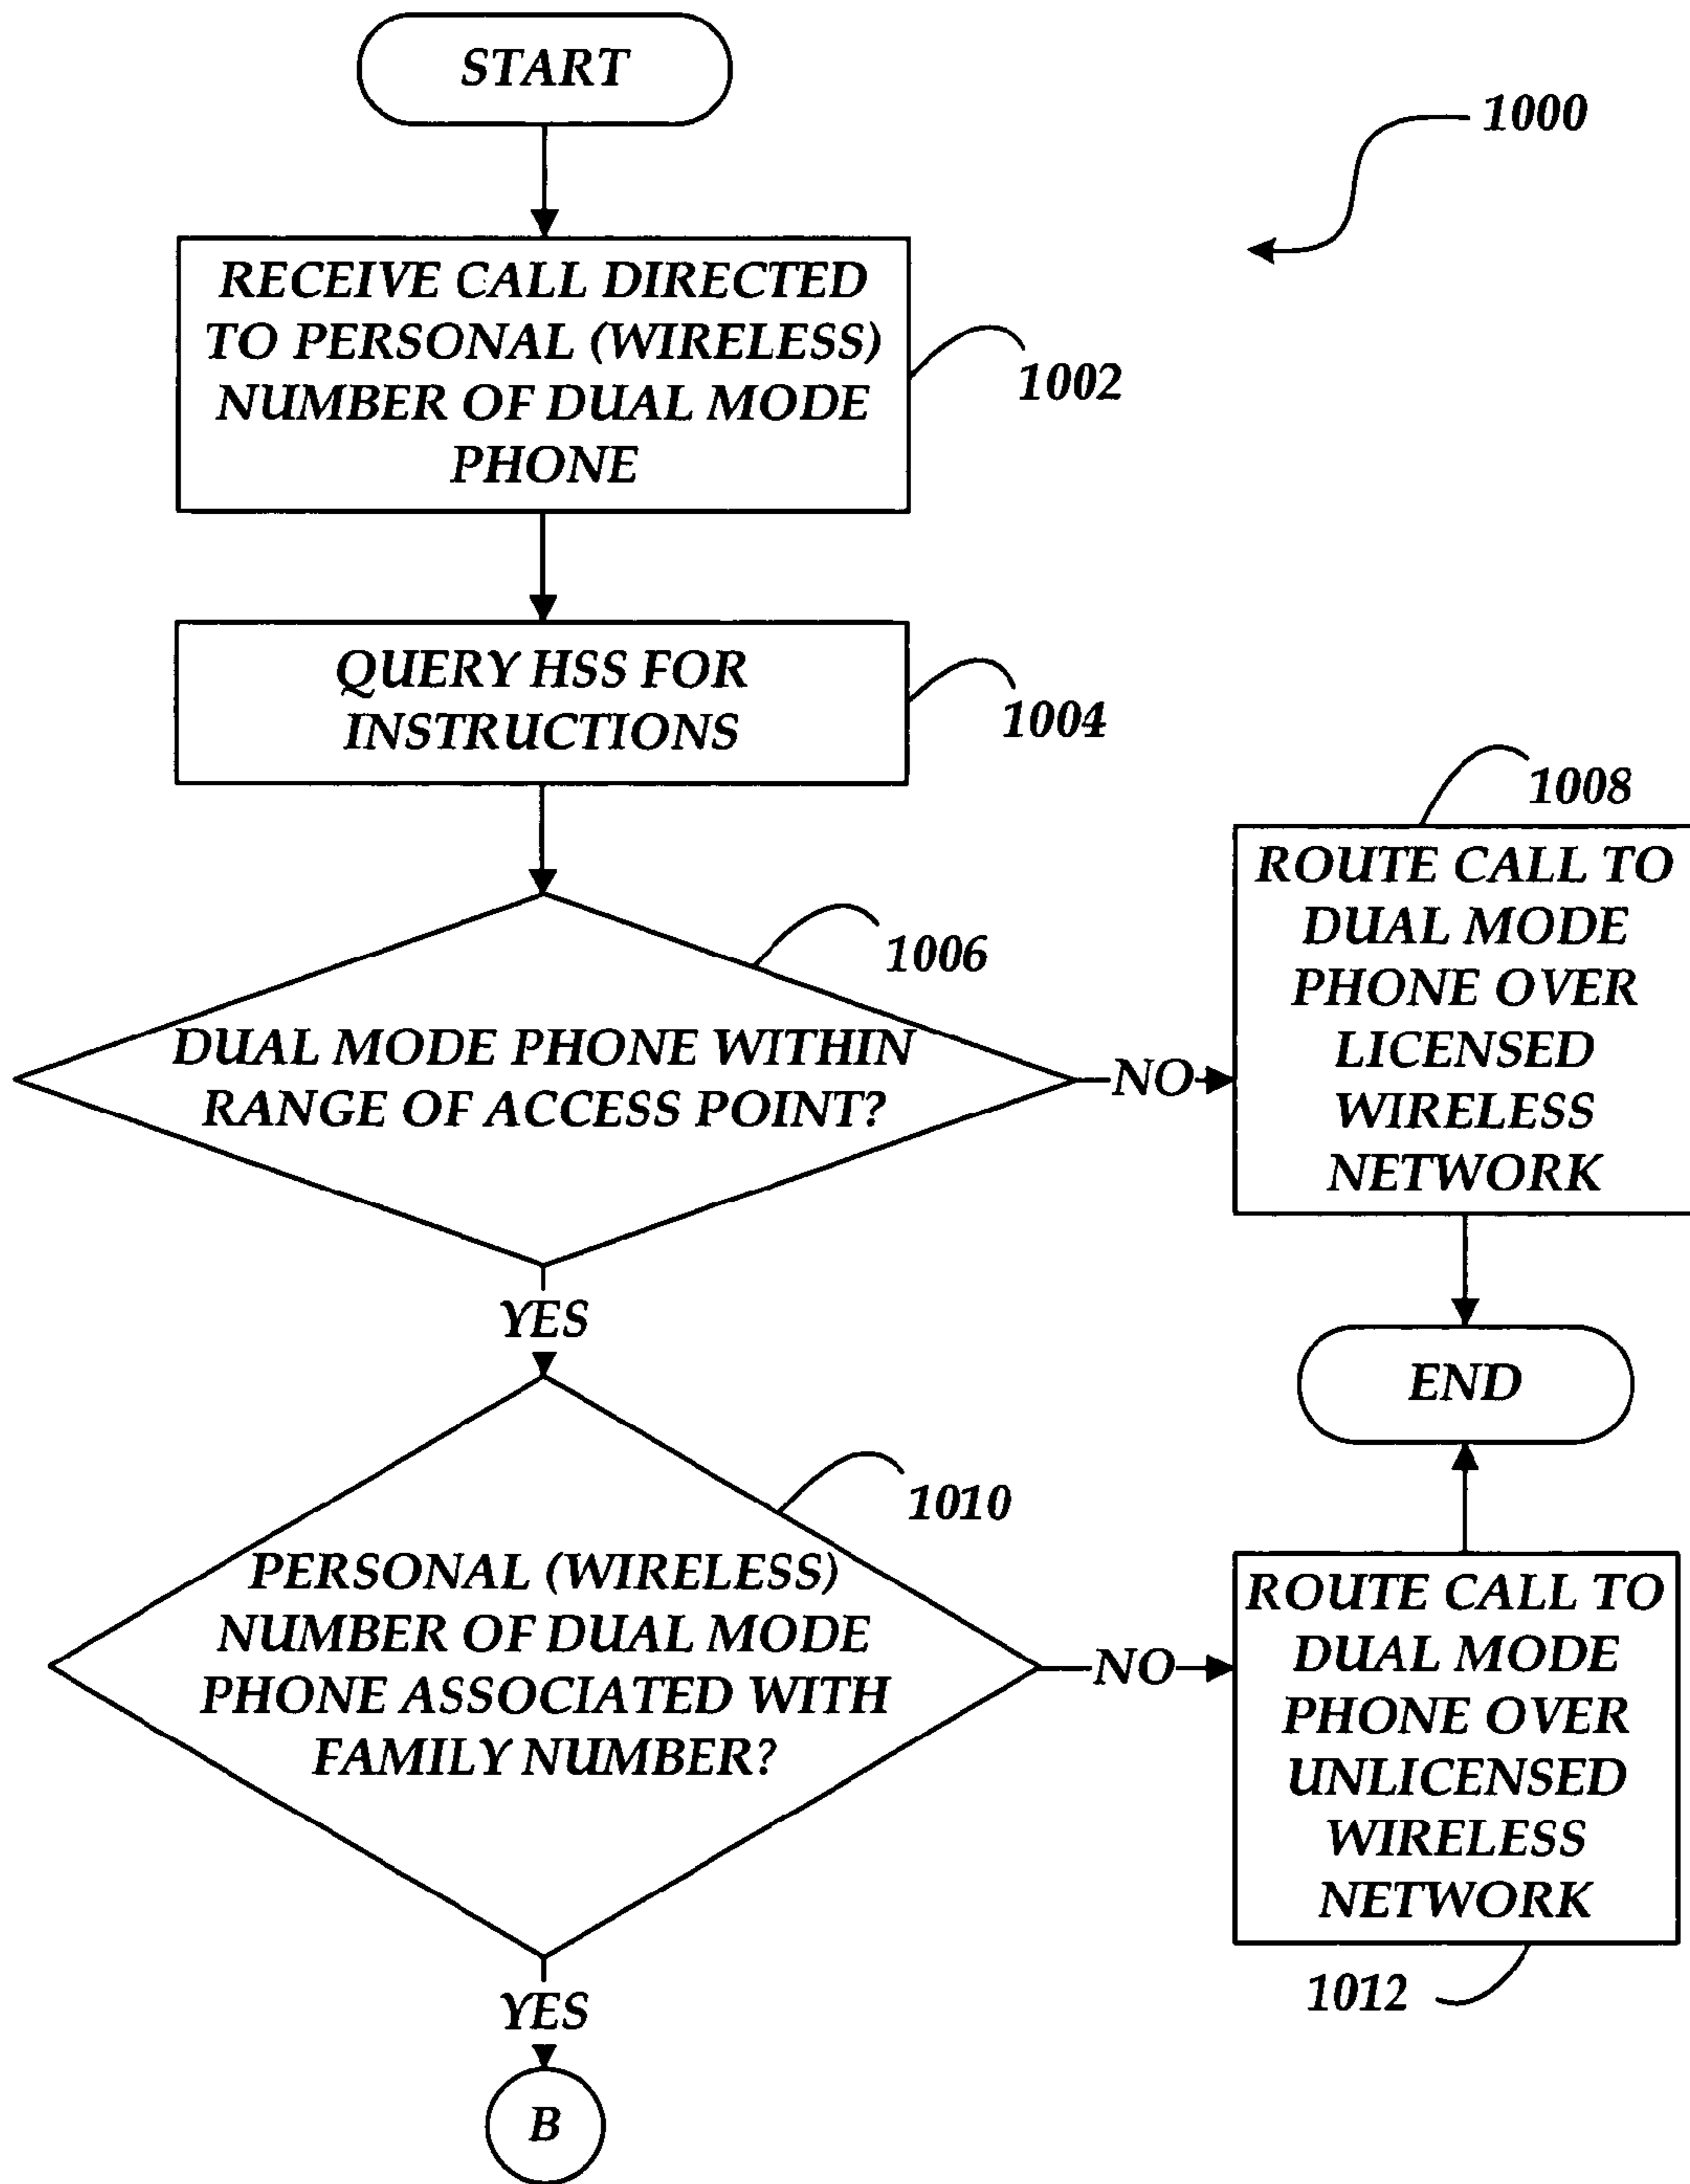 START
1000
RECEIVE CALL DIRECTED
TO PERSONAL (WIRELESS)
NUMBER OF DUAL MODE
PHONE
1002
QUERY HSS FOR
INSTRUCTIONS
1004
1006
DUAL MODE PHONE WITHIN
RANGE OF ACCESS POINT?
NO
1008
ROUTE CALL TO
DUAL MODE
PHONE OVER
LICENSED
WIRELESS
NETWORK
YES
END
1010
PERSONAL (WIRELESS)
NUMBER OF DUAL MODE
PHONE ASSOCIATED WITH
FAMILY NUMBER?
NO
ROUTE CALL TO
DUAL MODE
PHONE OVER
UNLICENSED
WIRELESS
NETWORK
1012
YES
B